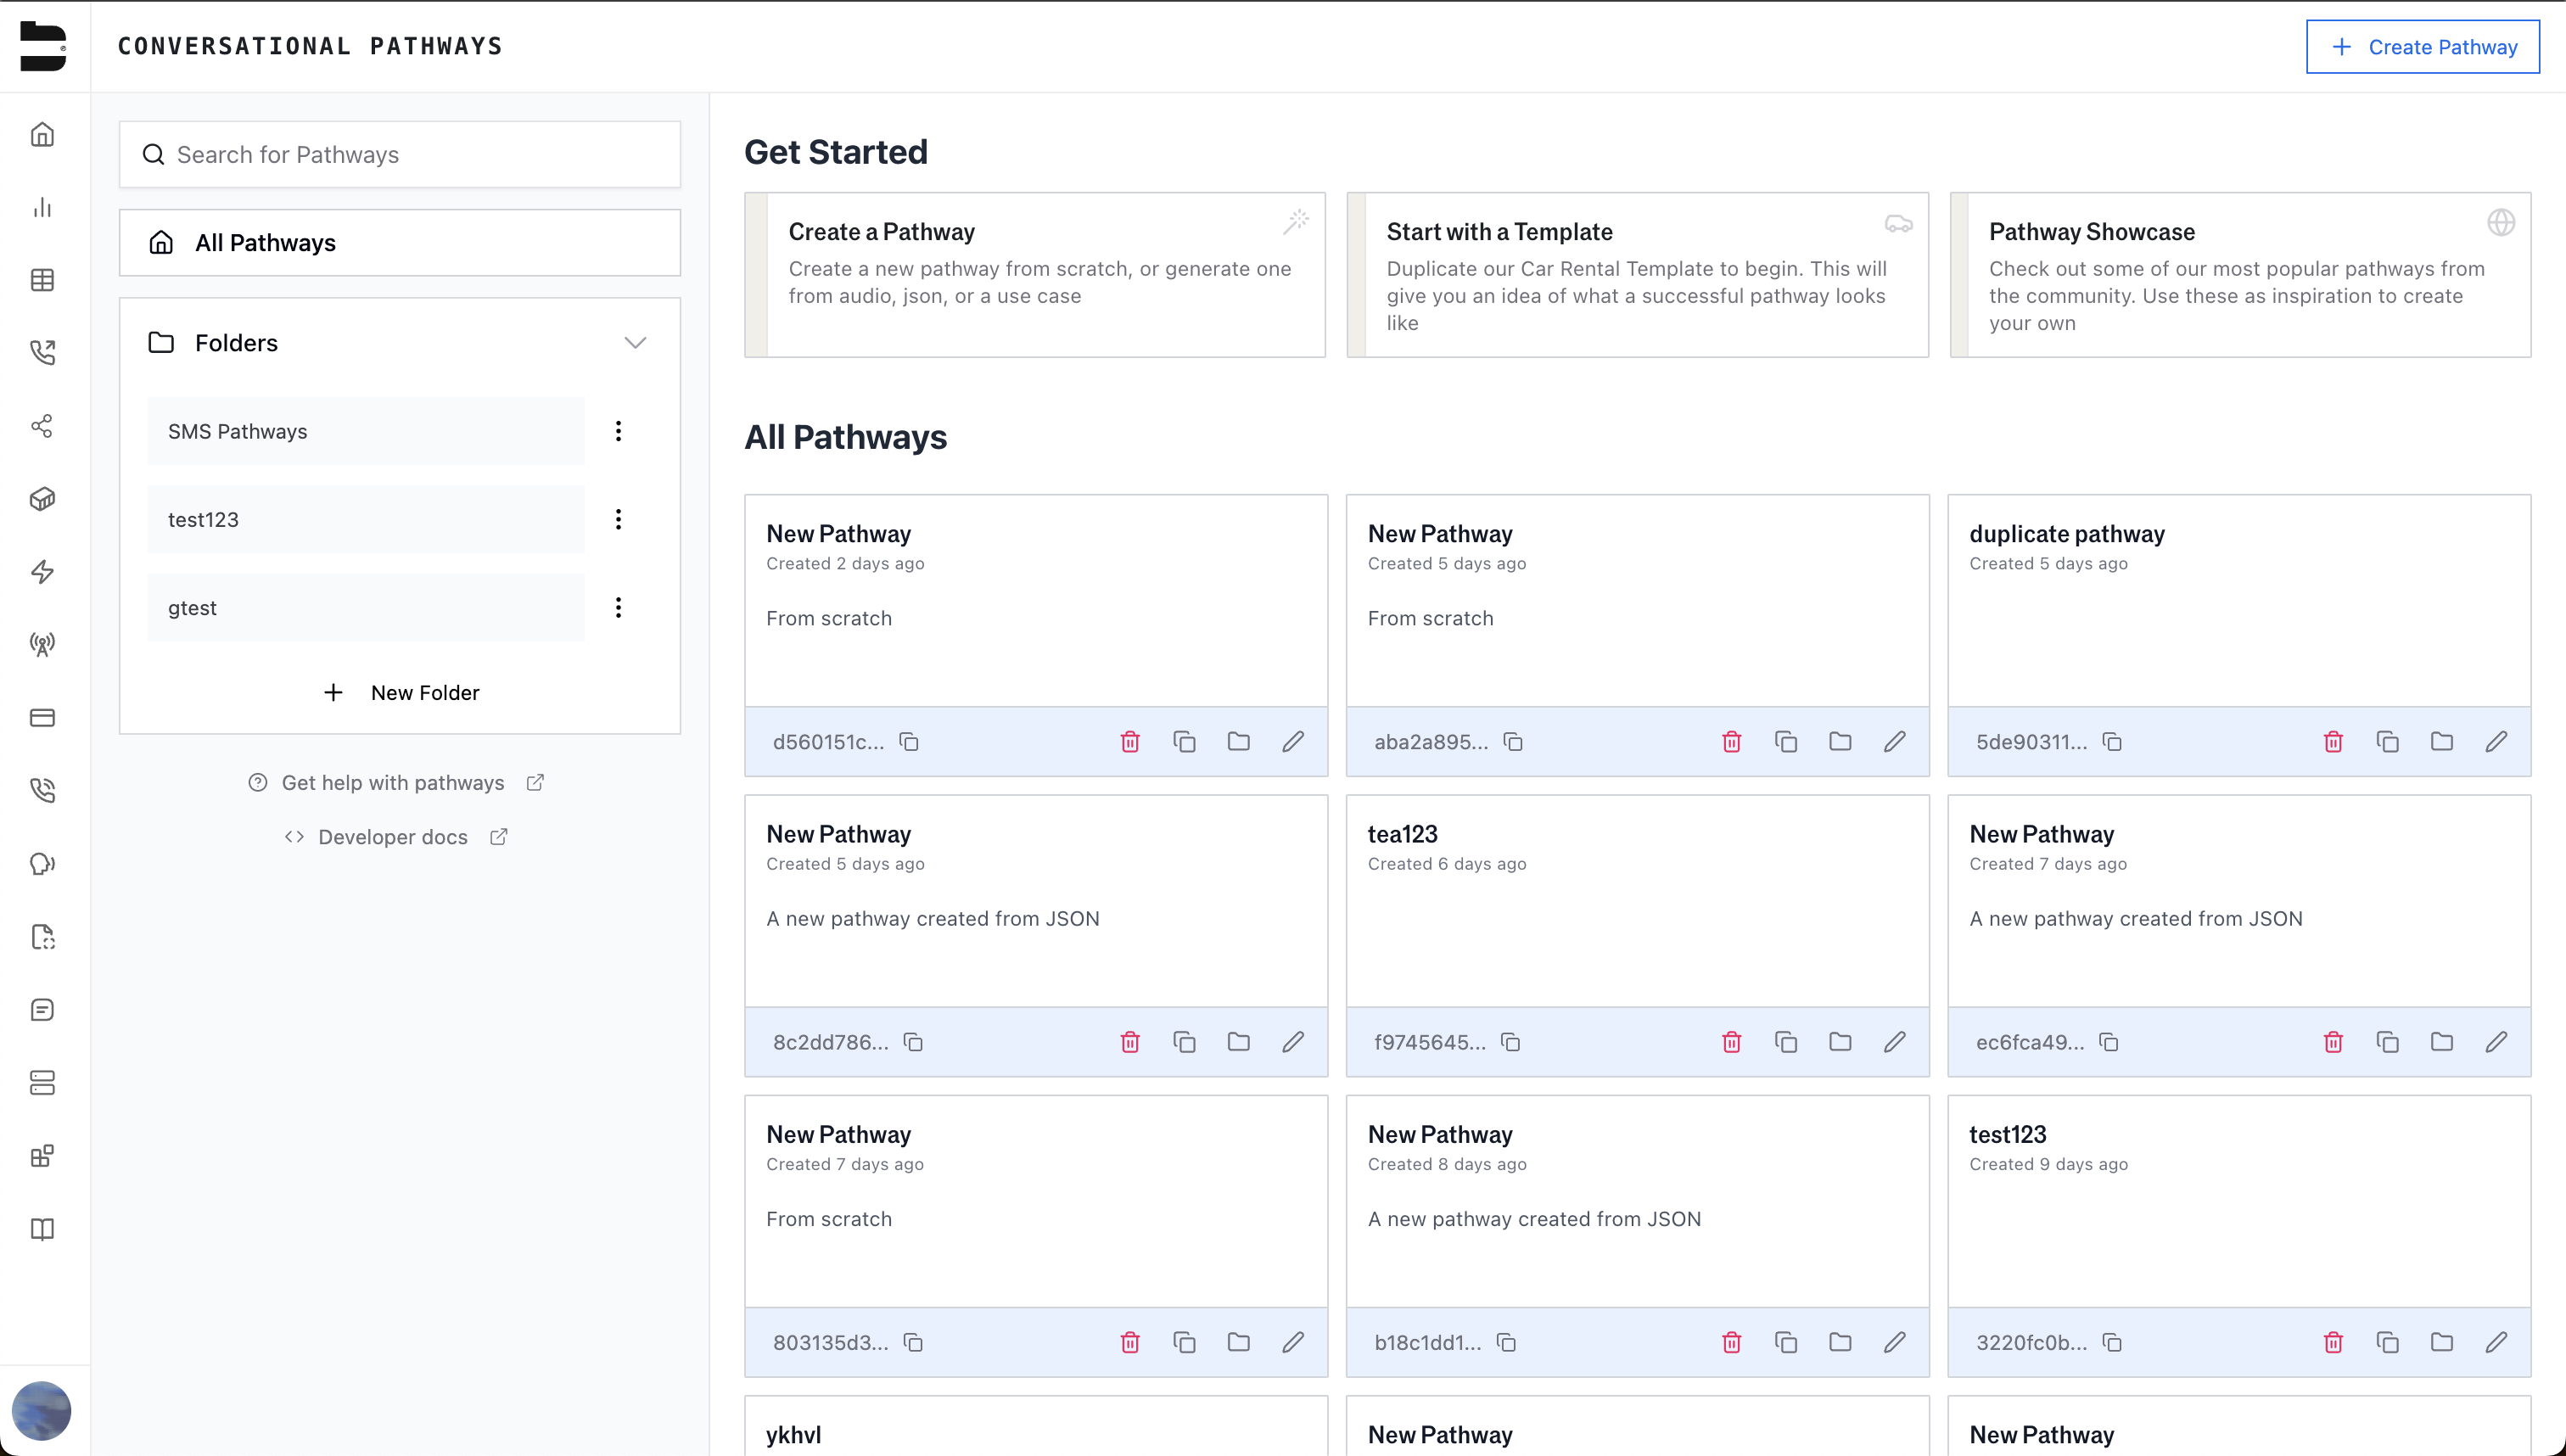 CONVERSATIONAL PATHWAYS
Create Pathway
Search for Pathways
All Pathways
Folders
SMS Pathways
test123
gtest
New Folder
Get help with pathways
Developer docs
Get Started
Create a Pathway
Create a new pathway from scratch, or generate one
from audio, json, or a use case
Start with a Template
Duplicate our Car Rental Template to begin. This will
give you an idea of what a successful pathway looks
like
Pathway Showcase
Check out some of our most popular pathways from
the community. Use these as inspiration to create
your own
All Pathways
New Pathway
Created 2 days ago
From scratch
d560151c...
New Pathway
Created 5 days ago
From scratch
aba2a895...
duplicate pathway
Created 5 days ago
5de90311...
New Pathway
Created 5 days ago
A new pathway created from JSON
8c2dd786...
tea123
Created 6 days ago
f9745645...
New Pathway
Created 7 days ago
A new pathway created from JSON
ec6fca49...
New Pathway
Created 7 days ago
From scratch
803135d3...
New Pathway
Created 8 days ago
A new pathway created from JSON
b18c1dd1...
test123
Created 9 days ago
3220fc0b...
ykhvl
New Pathway
New Pathway